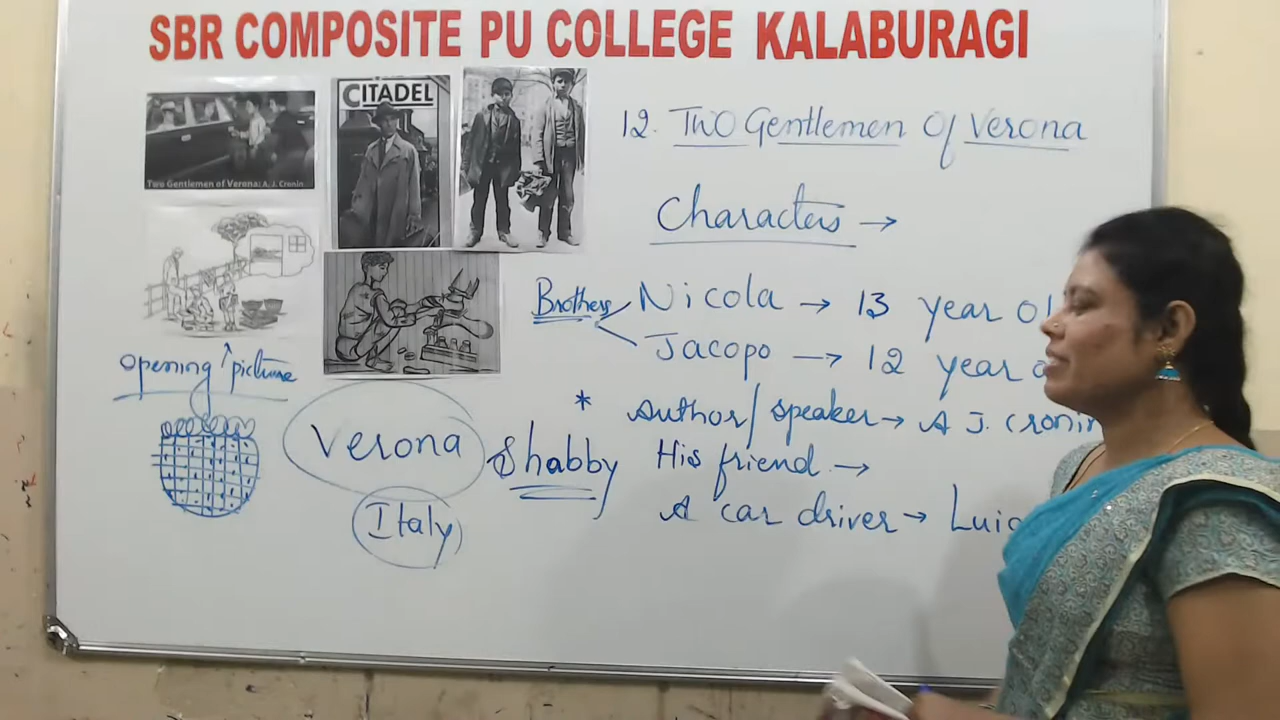 SBR COMPOSITE PU COLLEGE KALABURAGI
CITADEL
Two Gentlemen of Verona: A. J. Cronin
12. Two Gentlemen Of Verona
Characters →
Brothers
Nicola → 13 year
Jacopo → 12 year
opening picture
* Author/speaker → A J. Cronin
Verona
Shabby
His friend →
Italy
A car driver →